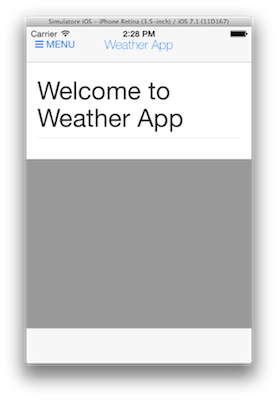 Simulatore iOS - iPhone Retina (3.5-inch) / iOS 7.1 (11D167)
Carrier 2:28 PM
MENU Weather App
Welcome to
Weather App